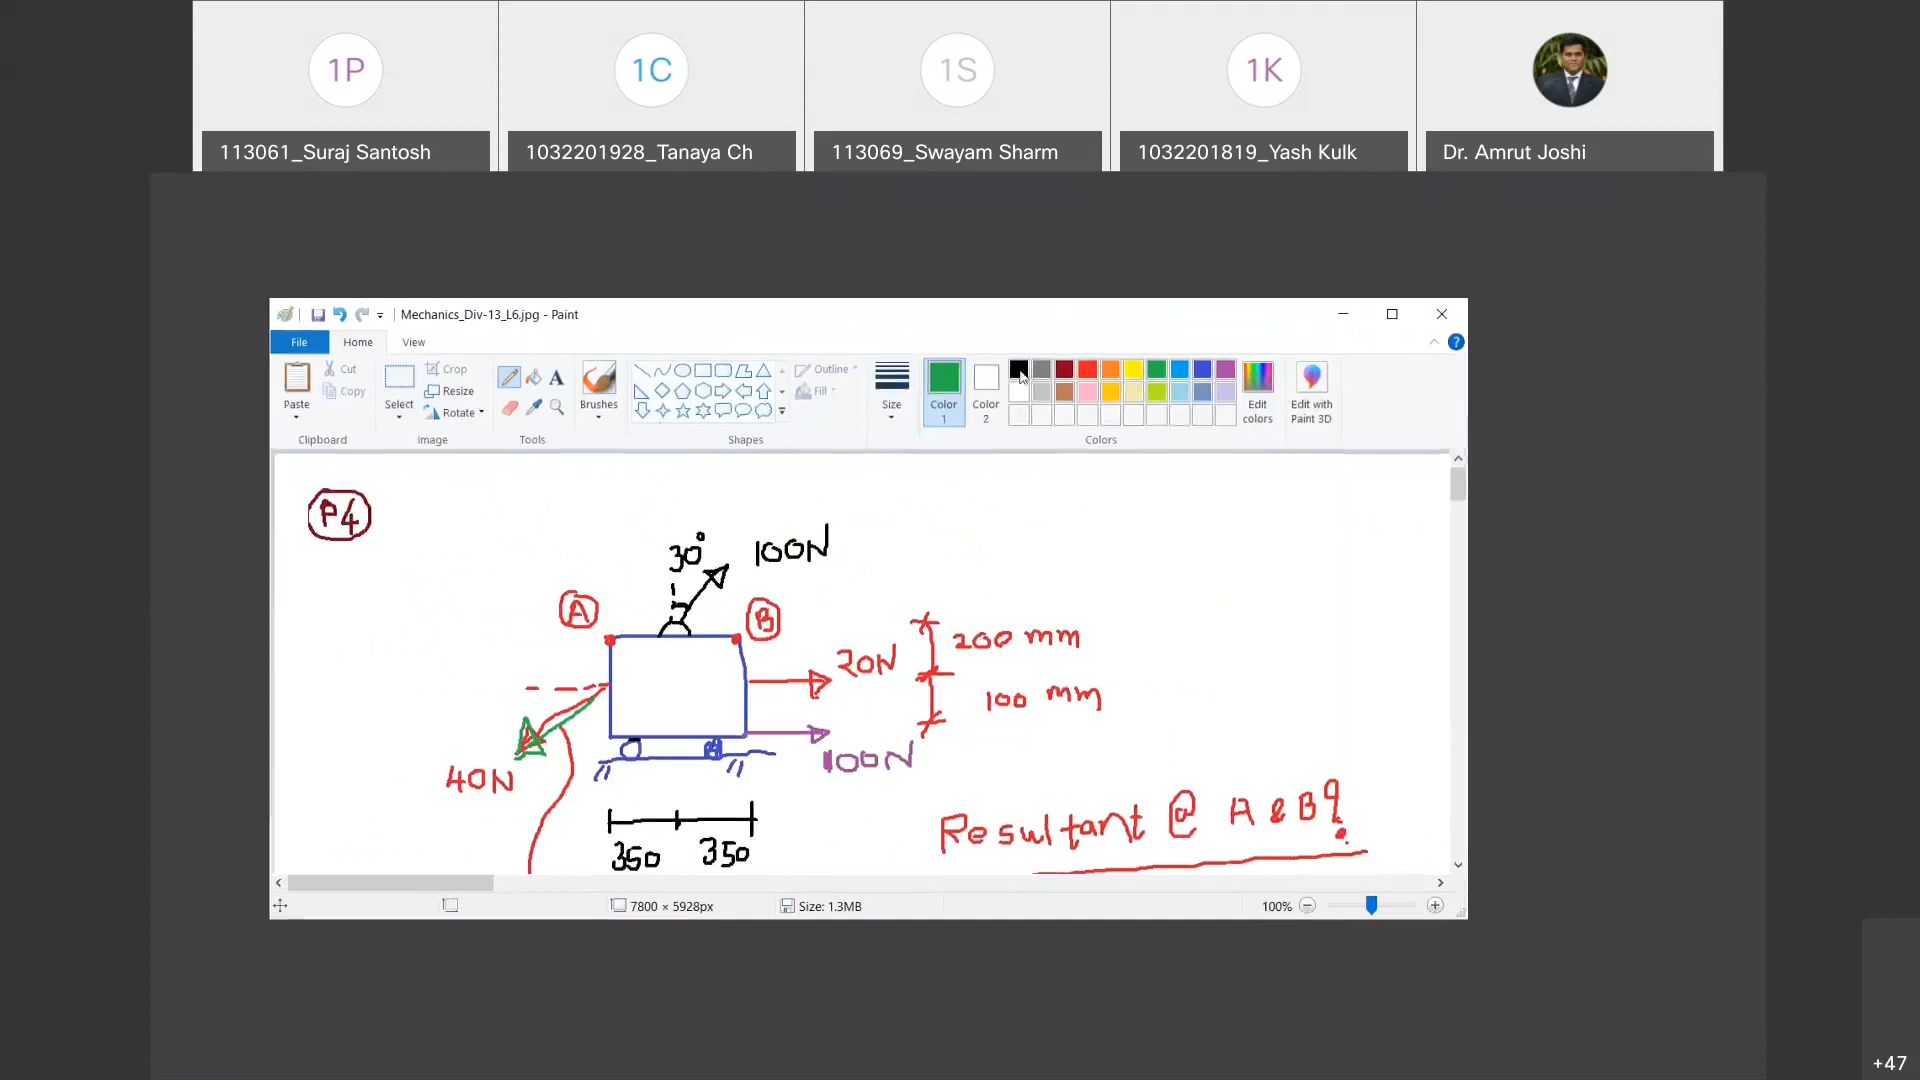 1P 1C 1S 1K
113061_Suraj Santosh 1032201928_Tanaya Ch 113069_Swayam Sharm 1032201819_Yash Kulk Dr. Amrut Joshi
Mechanics_Div-13_L6.jpg - Paint
File Home View
Paste Cut Copy Select Crop Resize Rotate A Brushes Outline Fill Size Color 1 Color 2 Edit colors Edit with Paint 3D
Clipboard Image Tools Shapes Colors
P4
30° 100N
A B
20N 200 mm
100 mm
100N
40N
Resultant @ A & B?
350 350
7800 × 5928px Size: 1.3MB 100%
+47